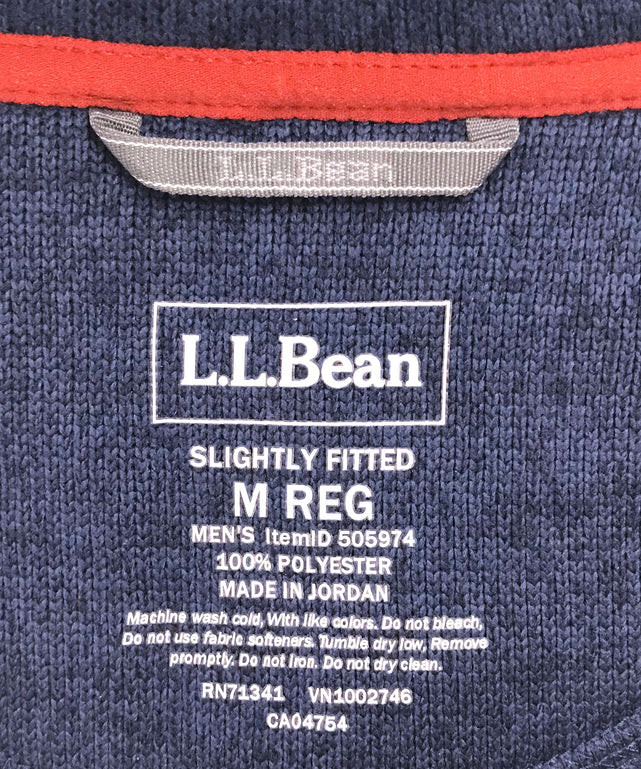 L.L.Bean
L.L.Bean
SLIGHTLY FITTED
M REG
MEN'S ItemID 505974
100% POLYESTER
MADE IN JORDAN
Machine wash cold, With like colors. Do not bleach,
Do not use fabric softeners. Tumble dry low, Remove
promptly. Do not iron. Do not dry clean.
RN71341 VN1002746
CA04754